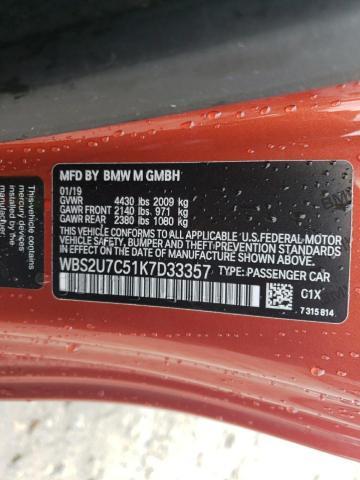 MFD BY BMW M GMBH
01/19
GVWR 4430 lbs 2009 kg
GAWR FRONT 2140 lbs 971 kg
GAWR REAR 2380 lbs 1080 kg
THIS VEHICLE CONFORMS TO ALL APPLICABLE U.S. FEDERAL MOTOR
VEHICLE SAFETY, BUMPER AND THEFT PREVENTION STANDARDS
IN EFFECT ON THE DATE OF MANUFACTURE SHOWN ABOVE.
WBS2U7C51K7D33357 TYPE: PASSENGER CAR
C1X
7 315 814
This vehicle contains
mercury devices
manufacturer.
BMW